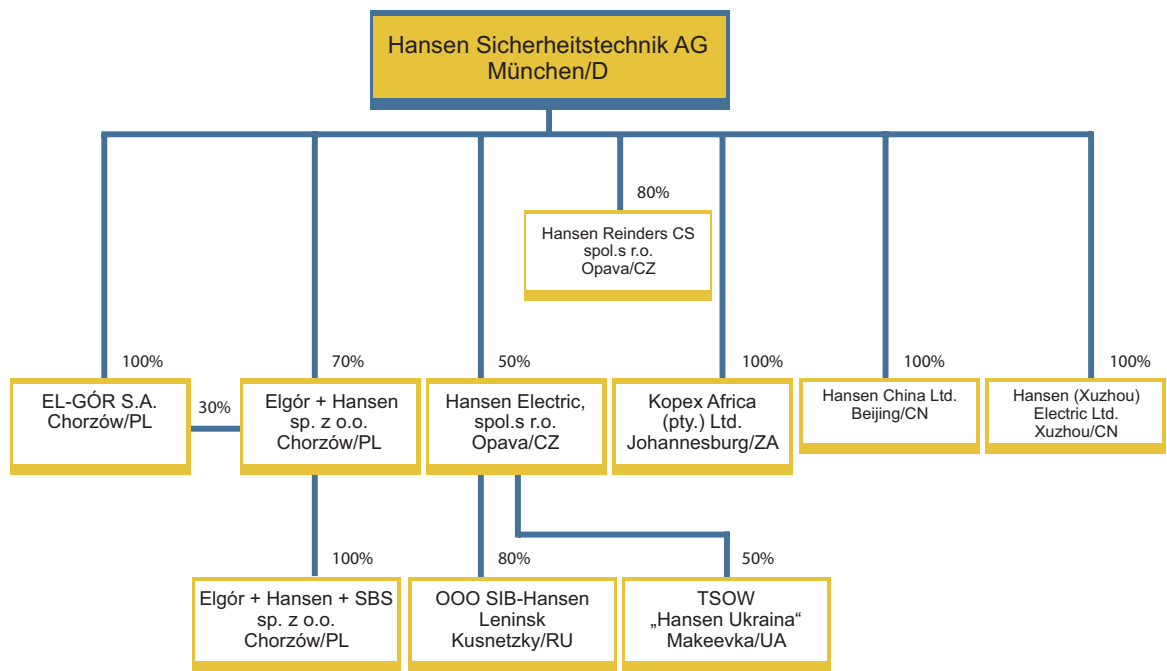 Hansen Sicherheitstechnik AG
München/D
80%
Hansen Reinders CS
spol.s r.o.
Opava/CZ
100%
EL-GÓR S.A.
Chorzów/PL
30%
70%
Elgór + Hansen
sp. z o.o.
Chorzów/PL
50%
Hansen Electric,
spol.s r.o.
Opava/CZ
100%
Kopex Africa
(pty.) Ltd.
Johannesburg/ZA
100%
Hansen China Ltd.
Beijing/CN
100%
Hansen (Xuzhou)
Electric Ltd.
Xuzhou/CN
100%
Elgór + Hansen + SBS
sp. z o.o.
Chorzów/PL
80%
OOO SIB-Hansen
Leninsk
Kusnetzky/RU
50%
TSOW
„Hansen Ukraina“
Makeevka/UA